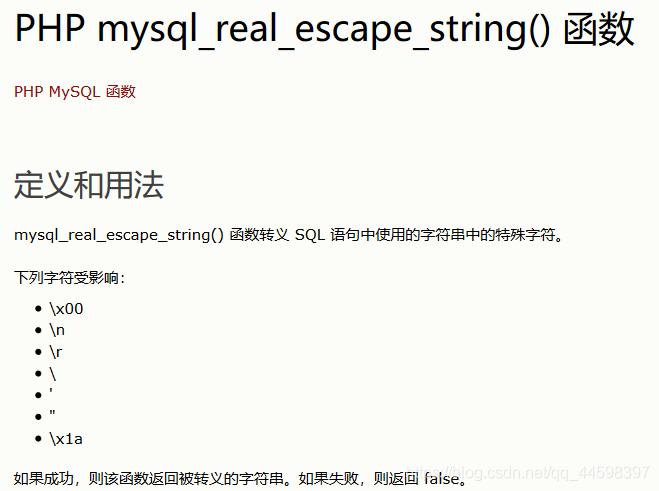 PHP mysql_real_escape_string() 函数
PHP MySQL 函数
定义和用法
mysql_real_escape_string() 函数转义 SQL 语句中使用的字符串中的特殊字符。
下列字符受影响：
• \x00
• \n
• \r
• \
• '
• "
• \x1a
如果成功，则该函数返回被转义的字符串。如果失败，则返回 false。
https://blog.csdn.net/qq_44598397